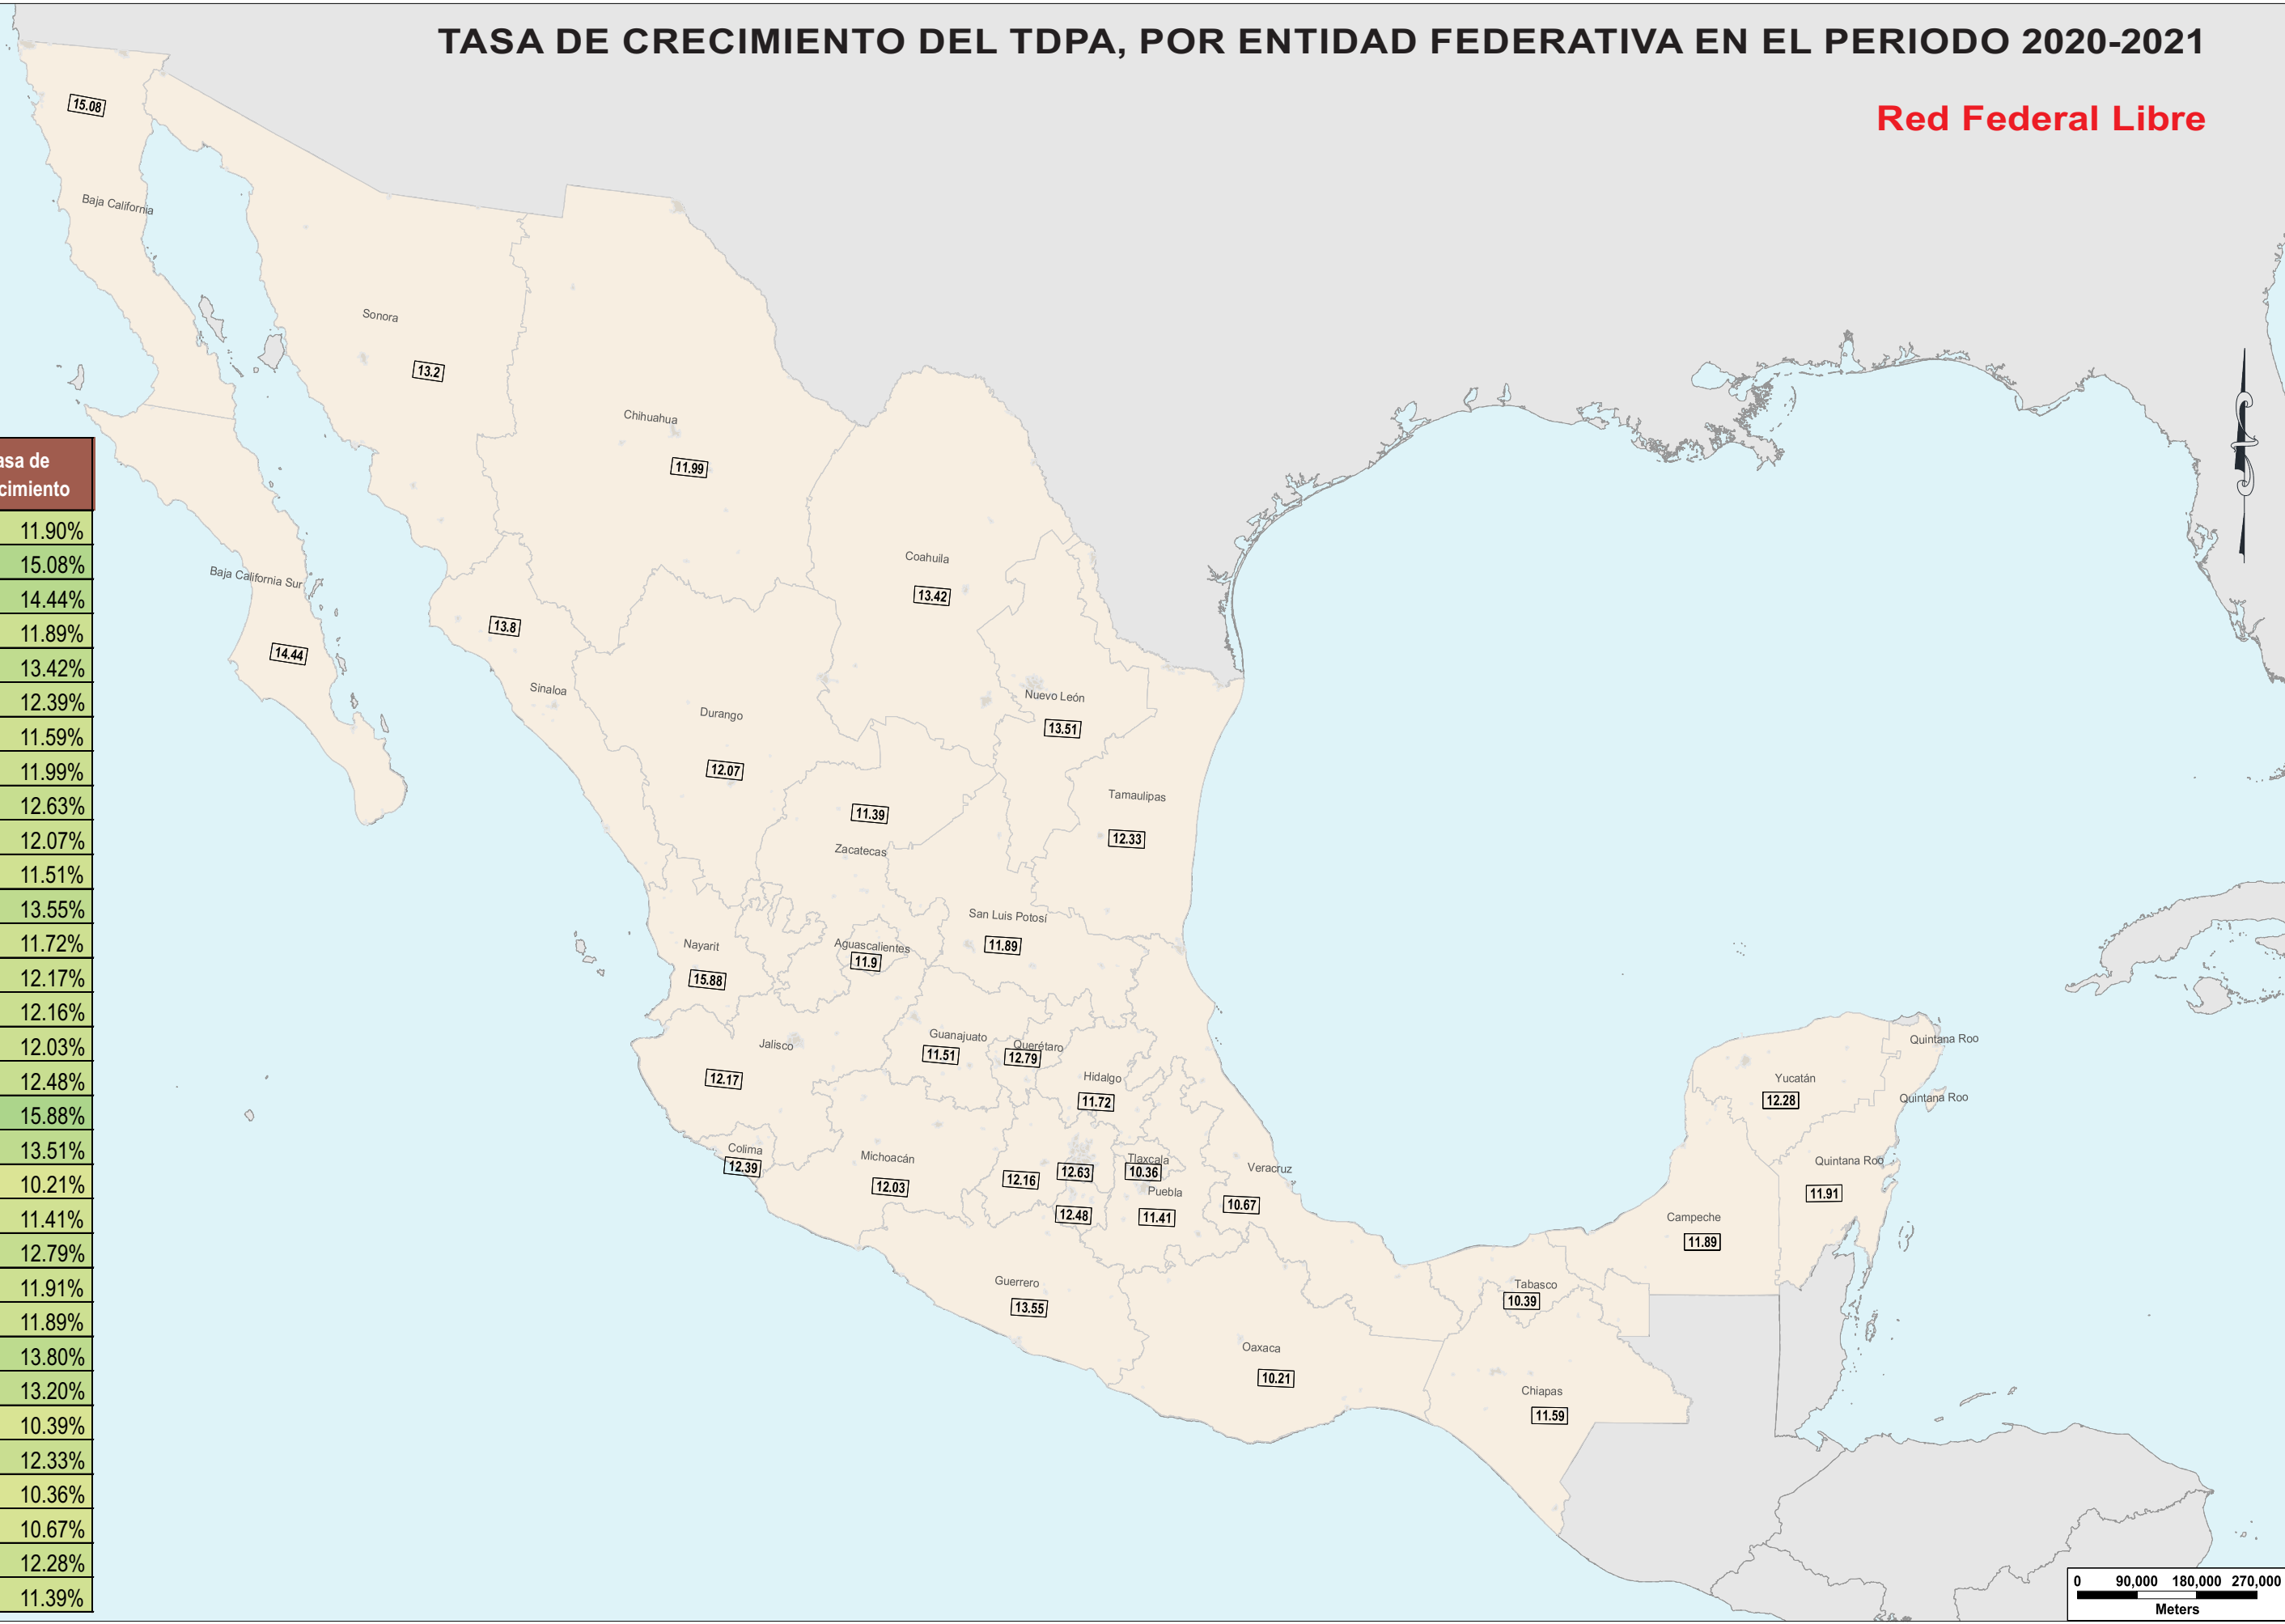 TASA DE CRECIMIENTO DEL TDPA, POR ENTIDAD FEDERATIVA EN EL PERIODO 2020-2021
Red Federal Libre
15.08
Baja California
Sonora
13.2
Chihuahua
11.99
Coahuila
13.42
Baja California Sur
14.44
13.8
Sinaloa
Nuevo León
13.51
Durango
12.07
Tamaulipas
12.33
11.39
Zacatecas
San Luis Potosí
11.89
Nayarit
15.88
Aguascalientes
11.9
Guanajuato
11.51
Querétaro
12.79
Jalisco
12.17
Hidalgo
11.72
Colima
12.39
Michoacán
12.03
12.16
12.63
12.48
Tlaxcala
10.36
Puebla
11.41
Veracruz
10.67
Guerrero
13.55
Oaxaca
10.21
Tabasco
10.39
Chiapas
11.59
Campeche
11.89
Yucatán
12.28
Quintana Roo
Quintana Roo
Quintana Roo
11.91
asa de
cimiento
11.90%
15.08%
14.44%
11.89%
13.42%
12.39%
11.59%
11.99%
12.63%
12.07%
11.51%
13.55%
11.72%
12.17%
12.16%
12.03%
12.48%
15.88%
13.51%
10.21%
11.41%
12.79%
11.91%
11.89%
13.80%
13.20%
10.39%
12.33%
10.36%
10.67%
12.28%
11.39%
0 90,000 180,000 270,000
Meters